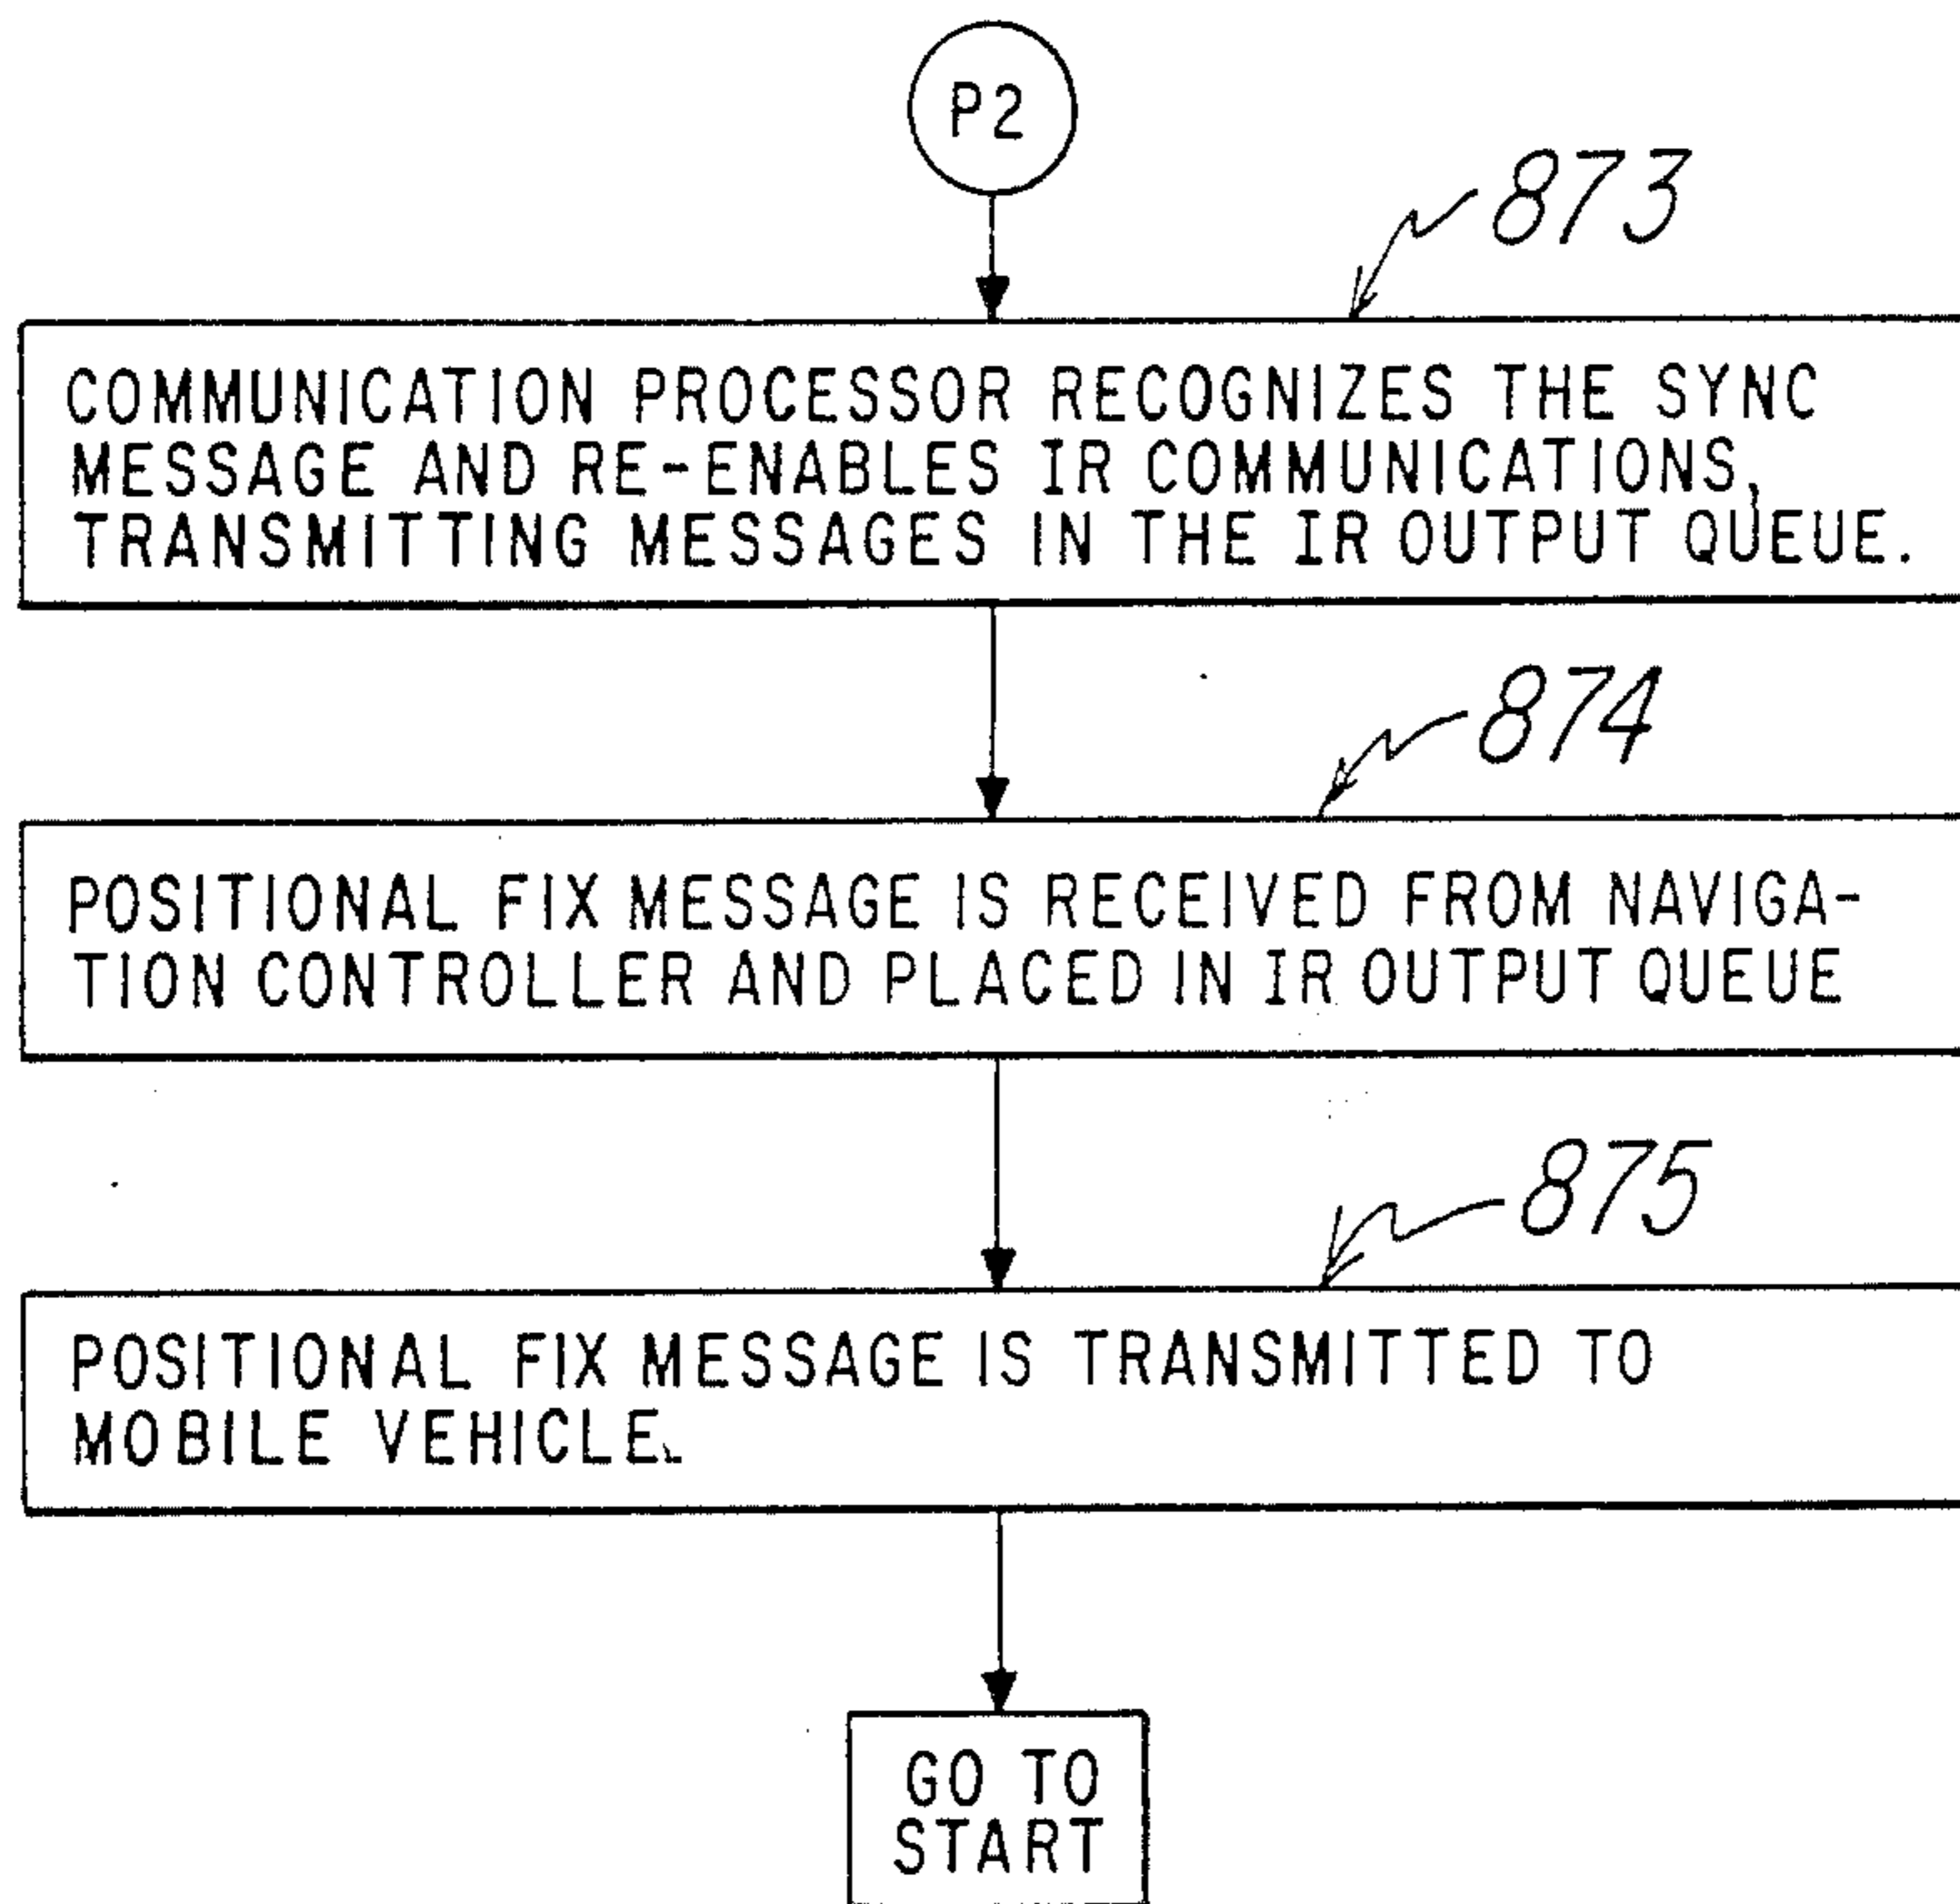 P2
873
COMMUNICATION PROCESSOR RECOGNIZES THE SYNC
MESSAGE AND RE-ENABLES IR COMMUNICATIONS,
TRANSMITTING MESSAGES IN THE IR OUTPUT QUEUE.
874
POSITIONAL FIX MESSAGE IS RECEIVED FROM NAVIGA-
TION CONTROLLER AND PLACED IN IR OUTPUT QUEUE
875
POSITIONAL FIX MESSAGE IS TRANSMITTED TO
MOBILE VEHICLE.
GO TO
START